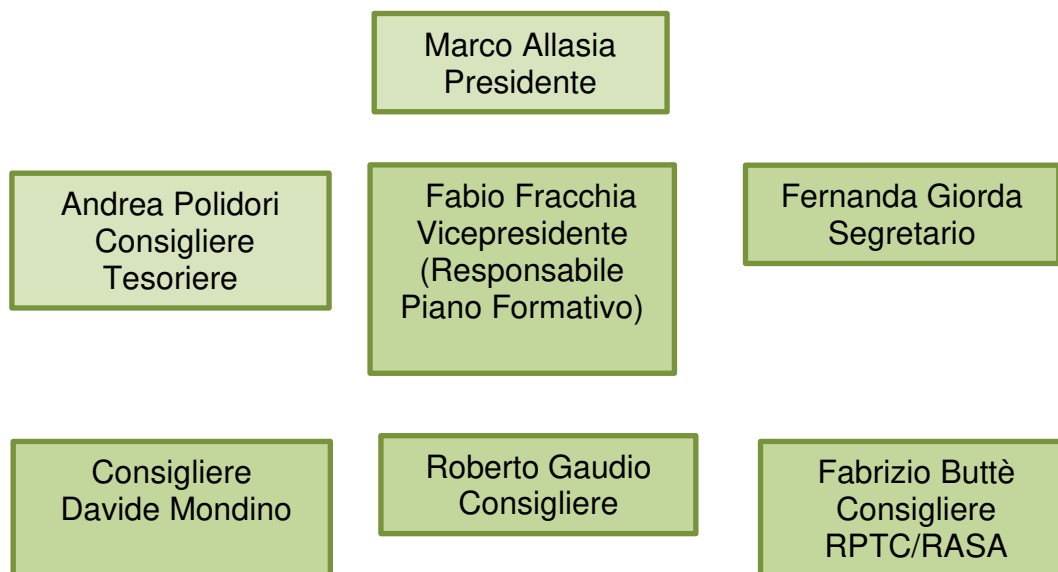 Marco Allasia
Presidente
Andrea Polidori
Consigliere
Tesoriere
Fabio Fracchia
Vicepresidente
(Responsabile
Piano Formativo)
Fernanda Giorda
Segretario
Consigliere
Davide Mondino
Roberto Gaudio
Consigliere
Fabrizio Buttè
Consigliere
RPTC/RASA